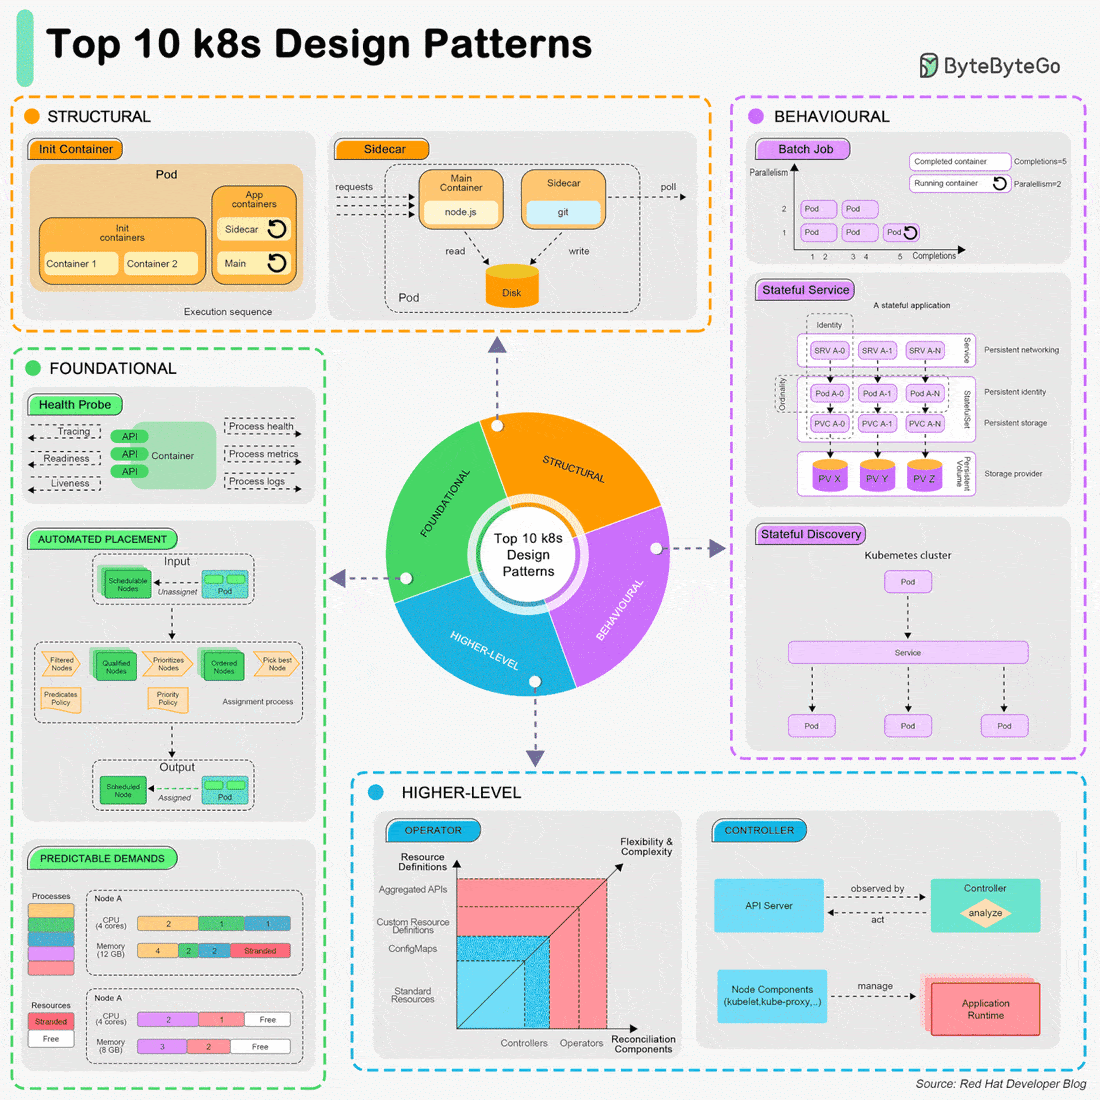 Top 10 k8s Design Patterns
ByteByteGo
STRUCTURAL
Init Container
Pod
App
containers
Sidecar
Main
Init
containers
Container 1
Container 2
Execution sequence
Sidecar
requests
Main
Container
node.js
Sidecar
git
poll
read
write
Disk
Pod
BEHAVIOURAL
Batch Job
Parallelism
Completed container
Completions=5
Running container
Paralellism=2
2
Pod
Pod
1
Pod
Pod
Pod
1 2 3 4 5 Completions
Stateful Service
A stateful application
Identity
SRV A-0
SRV A-1
SRV A-N
Service
Persistent networking
Ordinality
Pod A-0
Pod A-1
Pod A-N
StatefulSet
Persistent identity
PVC A-0
PVC A-1
PVC A-N
Persistent storage
PV X
PV Y
PV Z
Persistent
Volume
Storage provider
Stateful Discovery
Kubernetes cluster
Pod
Service
Pod
Pod
Pod
FOUNDATIONAL
Health Probe
Tracing
Readiness
Liveness
API
API
API
Container
Process health
Process metrics
Process logs
AUTOMATED PLACEMENT
Input
Schedulable
Nodes
Unassignet
Pod
Filtered
Nodes
Qualified
Nodes
Prioritizes
Nodes
Ordered
Nodes
Pick best
Node
Predicates
Policy
Priority
Policy
Assignment process
Output
Scheduled
Node
Assigned
Pod
PREDICTABLE DEMANDS
Processes
Node A
CPU
(4 cores)
2
1
1
Memory
(12 GB)
4
2
2
Stranded
Resources
Stranded
Free
Node A
CPU
(4 cores)
2
1
Free
Memory
(8 GB)
3
2
Free
FOUNDATIONAL
STRUCTURAL
BEHAVIOURAL
HIGHER-LEVEL
Top 10 k8s
Design
Patterns
HIGHER-LEVEL
OPERATOR
Resource
Definitions
Flexibility &
Complexity
Aggregated APIs
Custom Resource
Definitions
ConfigMaps
Standard
Resources
Controllers
Operators
Reconciliation
Components
CONTROLLER
API Server
observed by
act
Controller
analyze
Node Components
(kubelet,kube-proxy,..)
manage
Application
Runtime
Source: Red Hat Developer Blog